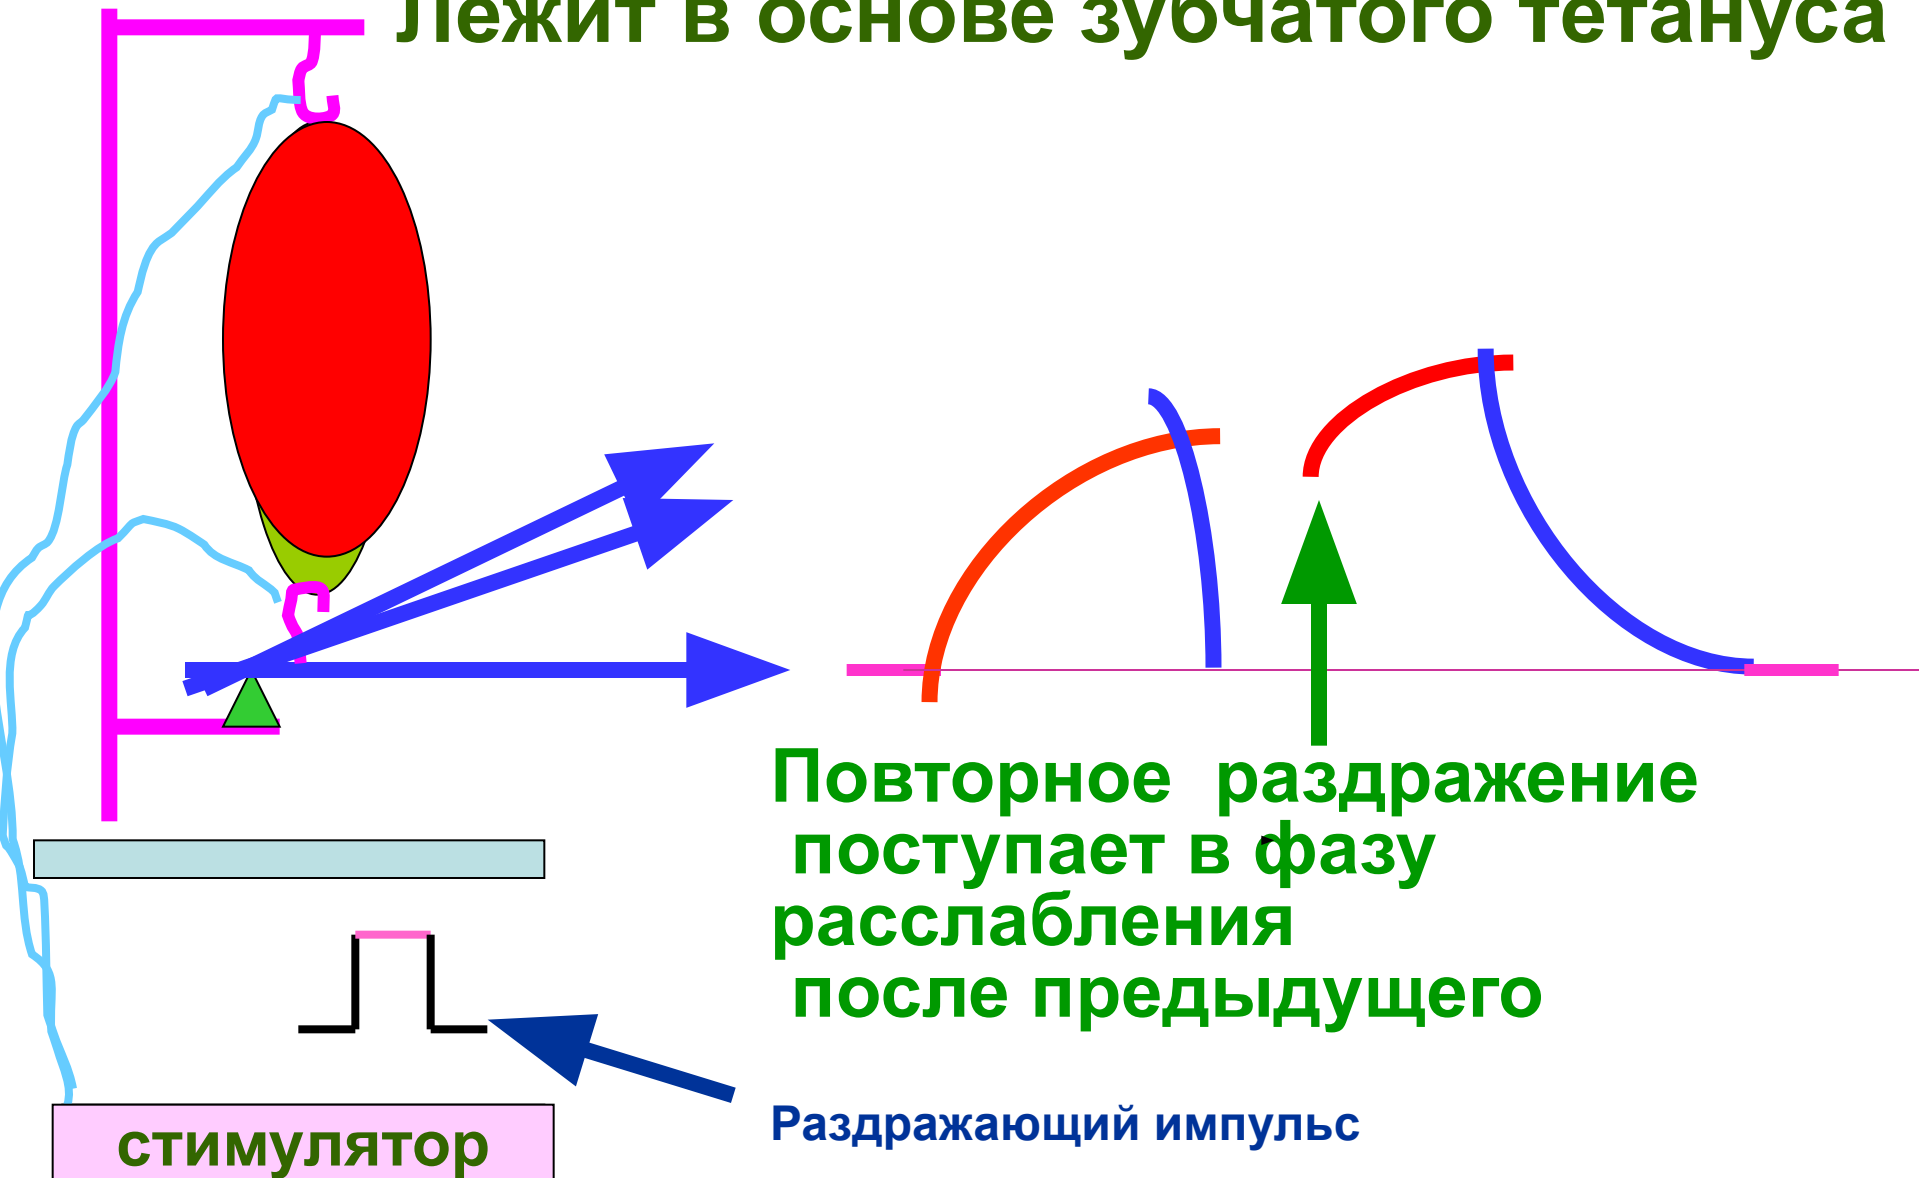 Лежит в основе зубчатого тетануса
Повторное раздражение
поступает в фазу
расслабления
после предыдущего
Раздражающий импульс
стимулятор